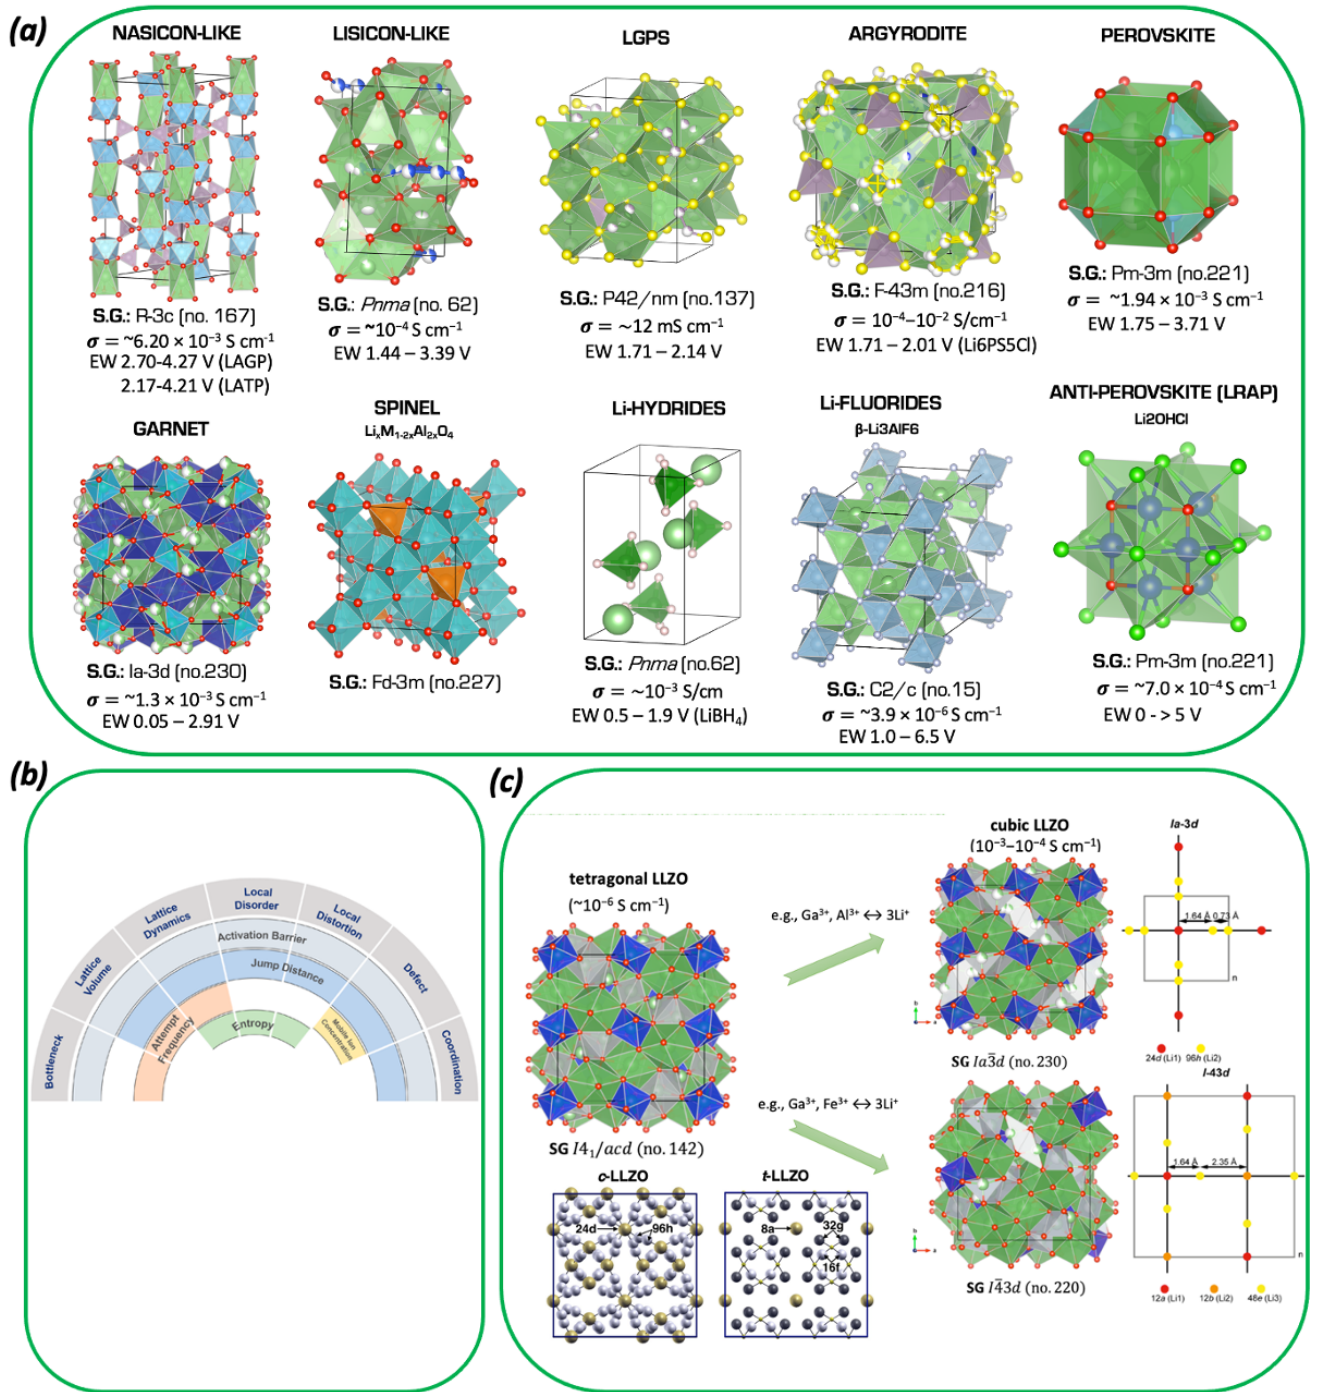 (a)
NASICON-LIKE
S.G.: R-3c (no. 167)
σ = ~6.20 × 10⁻³ S cm⁻¹
EW 2.70-4.27 V (LAGP)
2.17-4.21 V (LATP)
LISICON-LIKE
S.G.: Pnma (no. 62)
σ = ~10⁻⁴ S cm⁻¹
EW 1.44 – 3.39 V
LGPS
S.G.: P42/nm (no.137)
σ = ~12 mS cm⁻¹
EW 1.71 – 2.14 V
ARGYRODITE
S.G.: F-43m (no.216)
σ = 10⁻⁴–10⁻² S/cm⁻¹
EW 1.71 – 2.01 V (Li6PS5Cl)
PEROVSKITE
S.G.: Pm-3m (no.221)
σ = ~1.94 × 10⁻³ S cm⁻¹
EW 1.75 – 3.71 V
GARNET
S.G.: Ia-3d (no.230)
σ = ~1.3 × 10⁻³ S cm⁻¹
EW 0.05 – 2.91 V
SPINEL
LiₓM₁₋₂ₓAl₂ₓO₄
S.G.: Fd-3m (no.227)
Li-HYDRIDES
S.G.: Pnma (no.62)
σ = ~10⁻³ S/cm
EW 0.5 – 1.9 V (LiBH₄)
Li-FLUORIDES
β-Li3AlF6
S.G.: C2/c (no.15)
σ = ~3.9 × 10⁻⁶ S cm⁻¹
EW 1.0 – 6.5 V
ANTI-PEROVSKITE (LRAP)
Li2OHCl
S.G.: Pm-3m (no.221)
σ = ~7.0 × 10⁻⁴ S cm⁻¹
EW 0 - > 5 V
(b)
Bottleneck
Lattice
Volume
Lattice
Dynamics
Local
Disorder
Local
Distortion
Defect
Coordination
Activation Barrier
Jump Distance
Attempt
Frequency
Entropy
Mobile Ion
Concentration
(c)
tetragonal LLZO
(~10⁻⁶ S cm⁻¹)
SG I4₁/acd (no. 142)
e.g., Ga³⁺, Al³⁺ ↔ 3Li⁺
e.g., Ga³⁺, Fe³⁺ ↔ 3Li⁺
cubic LLZO
(10⁻³–10⁻⁴ S cm⁻¹)
b
a
SG Ia3̅d (no. 230)
Ia-3d
1.64 Å 0.73 Å
n
24d (Li1) 96h (Li2)
b
a
SG I4̅3d (no. 220)
I-43d
1.64 Å 2.35 Å
n
12a (Li1) 12b (Li2) 48e (Li3)
c-LLZO
24d 96h
t-LLZO
8a 32g
16f